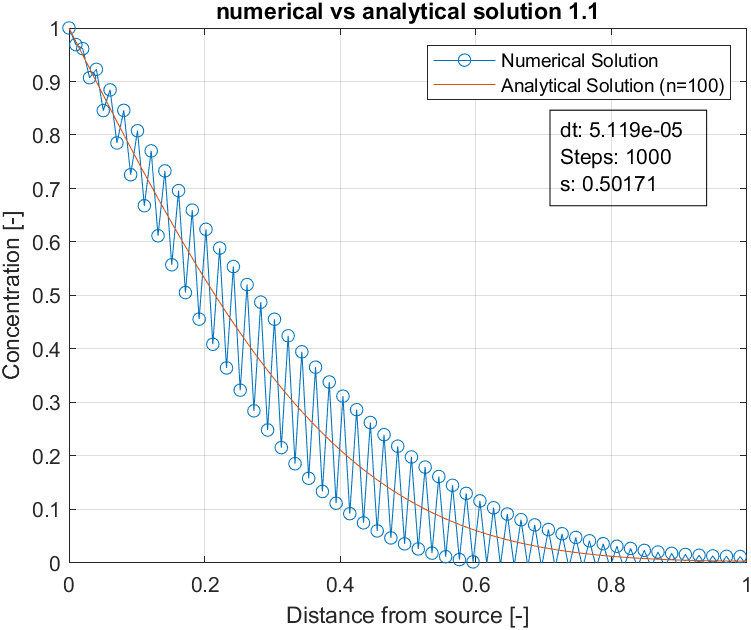 numerical vs analytical solution 1.1
Numerical Solution
Analytical Solution (n=100)
dt: 5.119e-05
Steps: 1000
s: 0.50171
Concentration [-]
1
0.9
0.8
0.7
0.6
0.5
0.4
0.3
0.2
0.1
0
0 0.2 0.4 0.6 0.8 1
Distance from source [-]